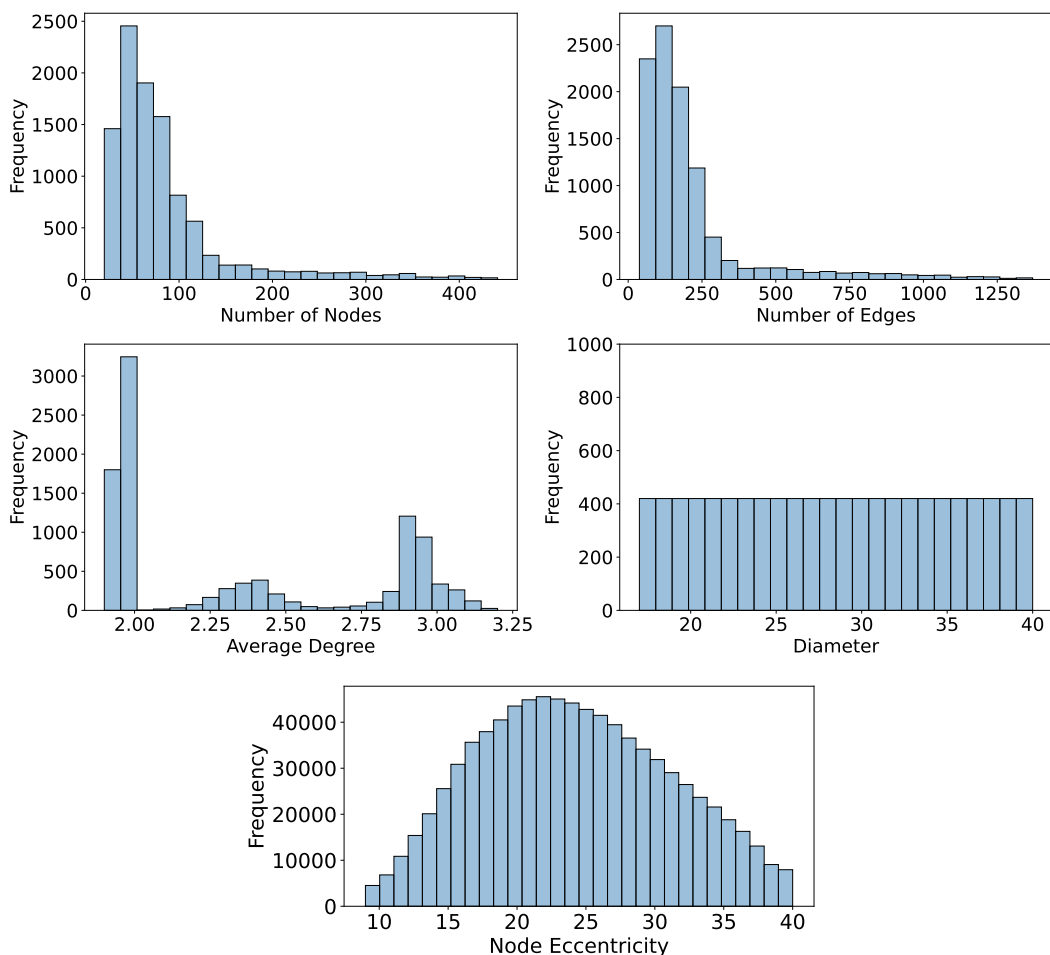 2500
2000
1500
1000
500
0
Frequency
0 100 200 300 400
Number of Nodes
2500
2000
1500
1000
500
0
Frequency
0 250 500 750 1000 1250
Number of Edges
3000
2500
2000
1500
1000
500
0
Frequency
2.00 2.25 2.50 2.75 3.00 3.25
Average Degree
1000
800
600
400
200
0
Frequency
20 25 30 35 40
Diameter
40000
30000
20000
10000
0
Frequency
10 15 20 25 30 35 40
Node Eccentricity